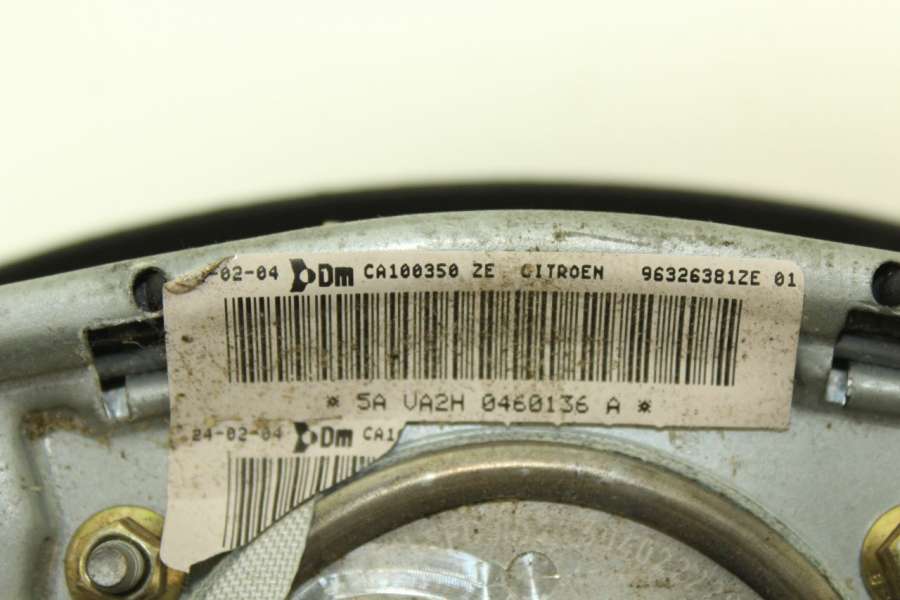 -02-04 Dm CA100350 ZE CITROEN 96326381ZE 01
* 5A VA2H 0460136 A *
24-02-04 Dm CA1